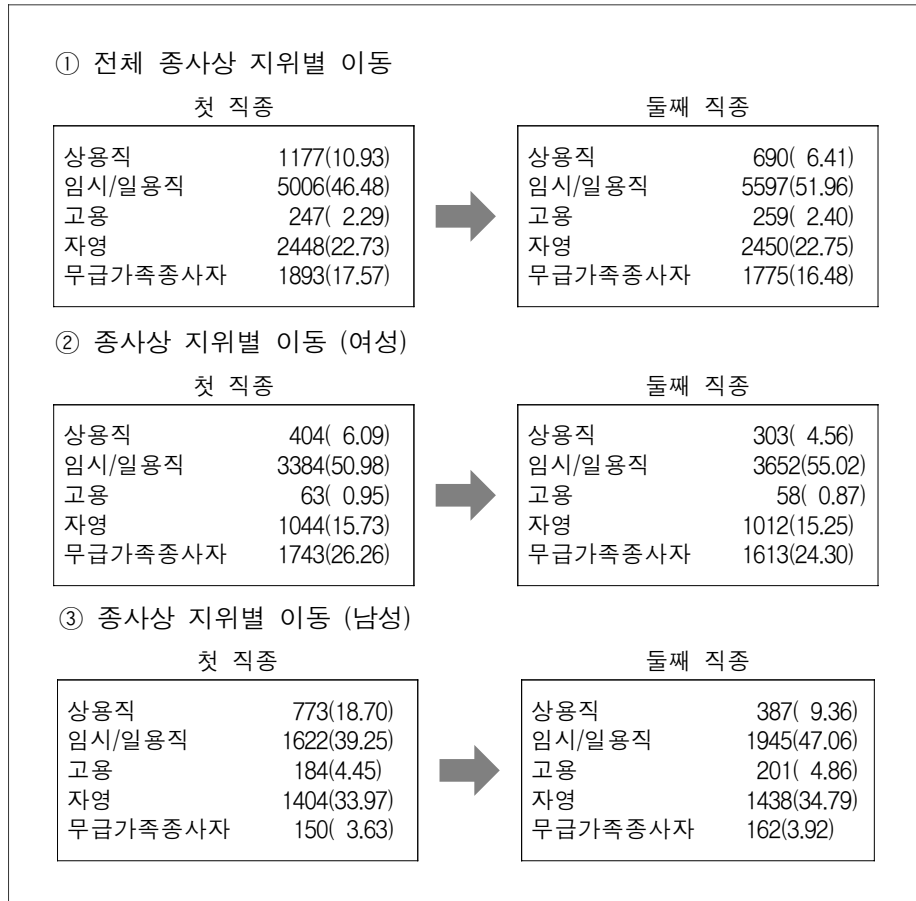 ① 전체 종사상 지위별 이동
첫 직종
상용직 1177(10.93)
임시/일용직 5006(46.48)
고용 247( 2.29)
자영 2448(22.73)
무급가족종사자 1893(17.57)
둘째 직종
상용직 690( 6.41)
임시/일용직 5597(51.96)
고용 259( 2.40)
자영 2450(22.75)
무급가족종사자 1775(16.48)
② 종사상 지위별 이동 (여성)
첫 직종
상용직 404( 6.09)
임시/일용직 3384(50.98)
고용 63( 0.95)
자영 1044(15.73)
무급가족종사자 1743(26.26)
둘째 직종
상용직 303( 4.56)
임시/일용직 3652(55.02)
고용 58( 0.87)
자영 1012(15.25)
무급가족종사자 1613(24.30)
③ 종사상 지위별 이동 (남성)
첫 직종
상용직 773(18.70)
임시/일용직 1622(39.25)
고용 184(4.45)
자영 1404(33.97)
무급가족종사자 150( 3.63)
둘째 직종
상용직 387( 9.36)
임시/일용직 1945(47.06)
고용 201( 4.86)
자영 1438(34.79)
무급가족종사자 162(3.92)